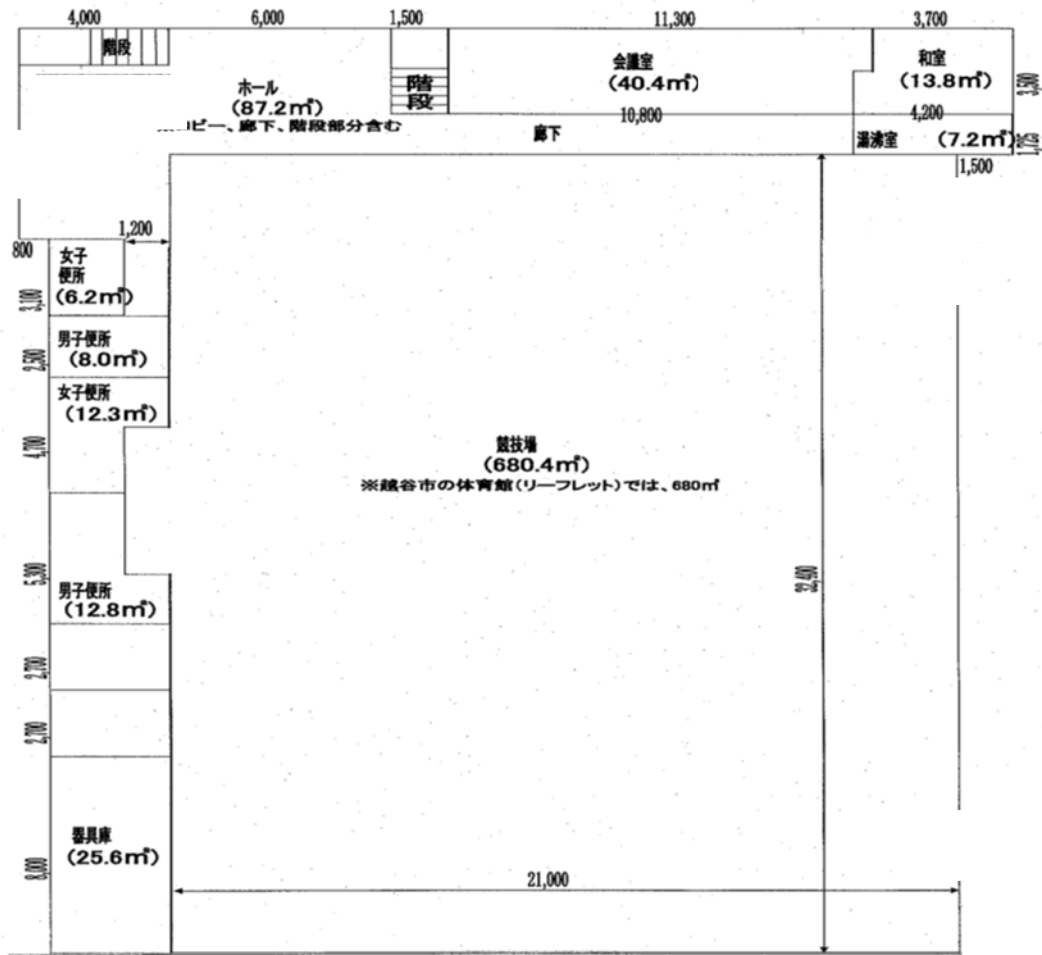 4,000
6,000
1,500
11,300
3,700
階段
ホール
(87.2㎡)
ロビー、廊下、階段部分含む
階
段
会議室
(40.4㎡)
和室
(13.8㎡)
3,500
10,800
4,200
廊下
湯沸室 (7.2㎡)
1,500
1,200
800
女子
便所
(6.2㎡)
3,100
男子便所
(8.0㎡)
2,500
女子便所
(12.3㎡)
4,700
競技場
(680.4㎡)
※越谷市の体育館(リーフレット)では、680㎡
5,300
男子便所
(12.8㎡)
32,400
2,700
2,700
器具庫
(25.6㎡)
8,000
21,000